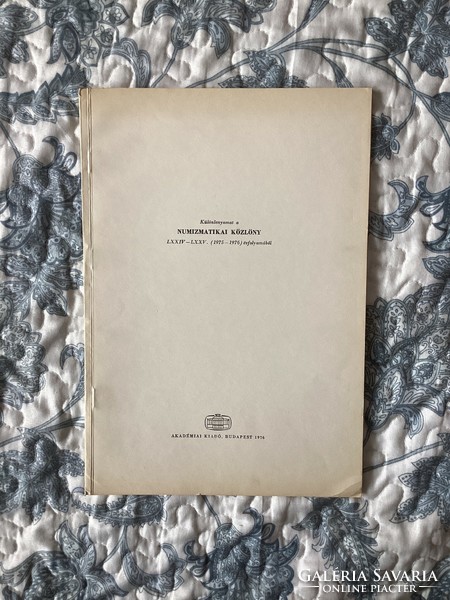 Különlenyomat a
NUMIZMATIKAI KÖZLÖNY
LXXIV–LXXV. (1975–1976) évfolyamából
AKADÉMIAI KIADÓ, BUDAPEST 1976
GALÉRIA SAVARIA
ONLINE PIACTÉR